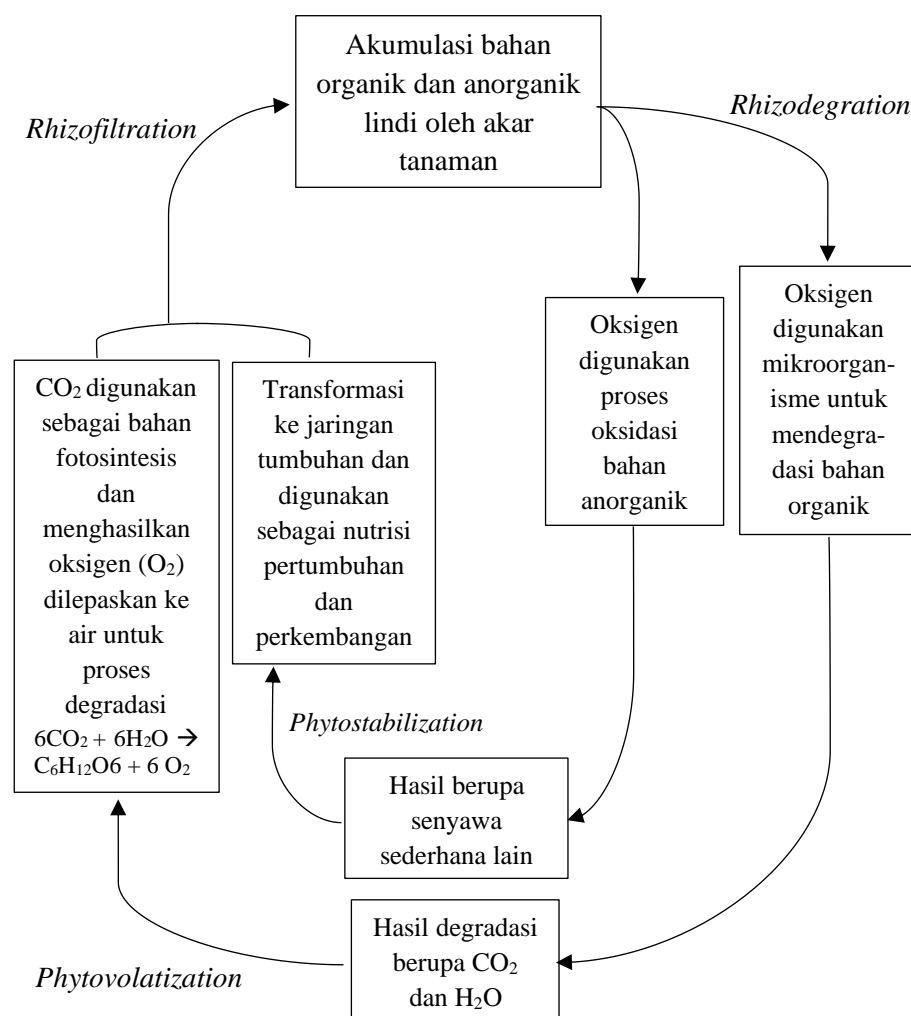 Akumulasi bahan
organik dan anorganik
lindi oleh akar
tanaman
Rhizofiltration
Rhizodegration
Oksigen
digunakan
proses
oksidasi
bahan
anorganik
Oksigen
digunakan
mikroorgan-
isme untuk
mendegra-
dasi bahan
organik
CO₂ digunakan
sebagai bahan
fotosintesis
dan
menghasilkan
oksigen (O₂)
dilepaskan ke
air untuk
proses
degradasi
6CO₂ + 6H₂O →
C₆H₁₂O6 + 6 O₂
Transformasi
ke jaringan
tumbuhan dan
digunakan
sebagai nutrisi
pertumbuhan
dan
perkembangan
Phytostabilization
Hasil berupa
senyawa
sederhana lain
Phytovolatization
Hasil degradasi
berupa CO₂
dan H₂O